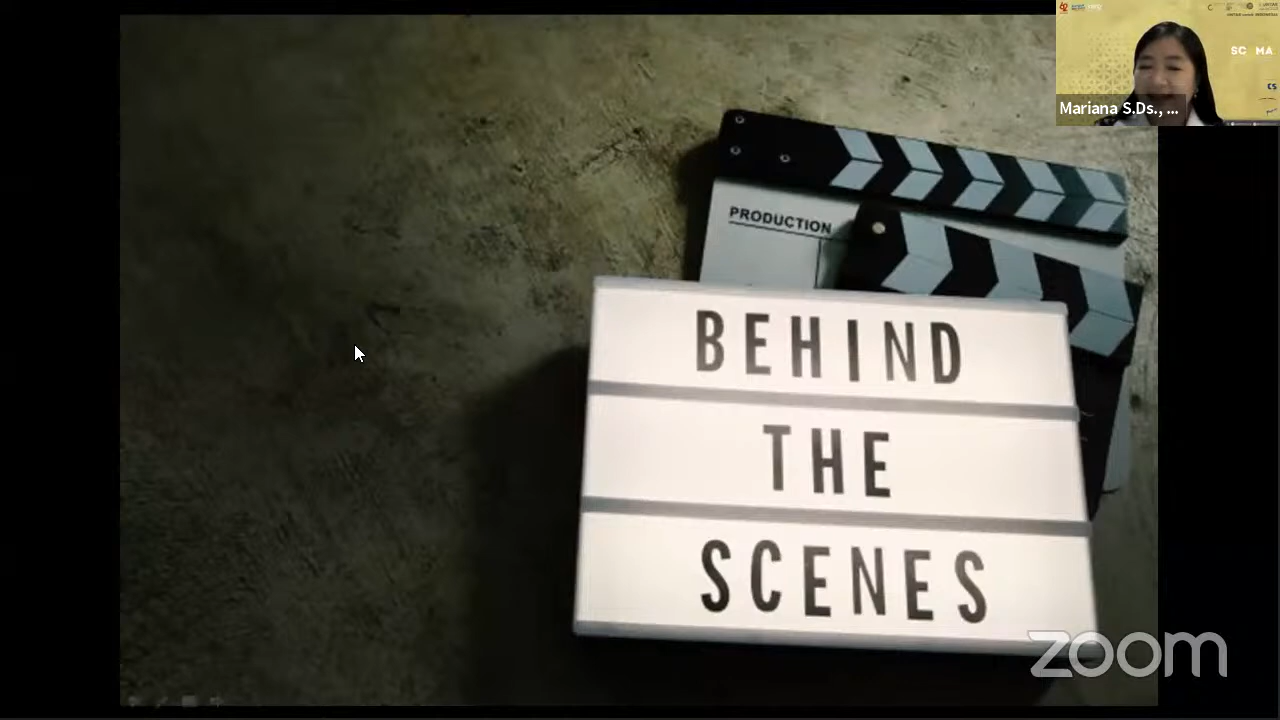 SC MA
Mariana S.Ds., ...
PRODUCTION
BEHIND
THE
SCENES
zoom